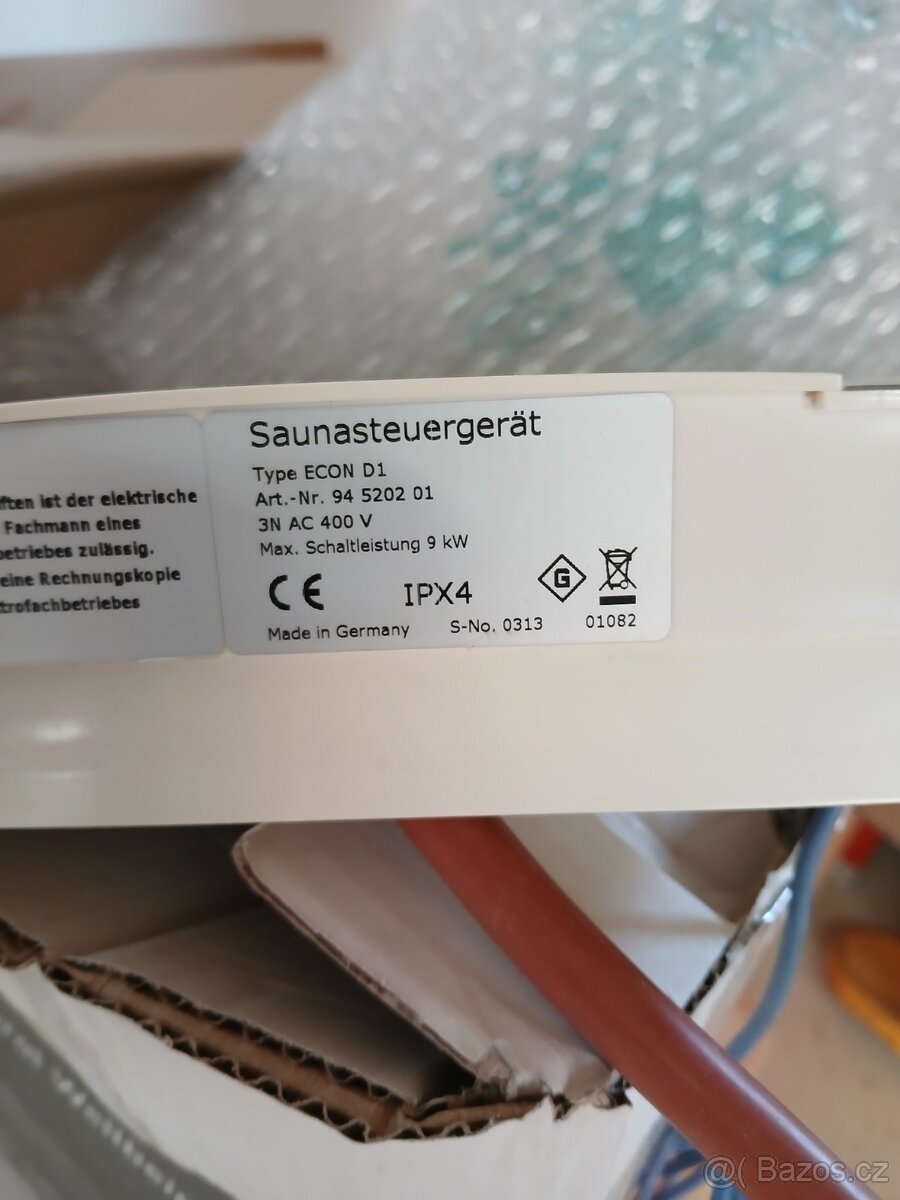 ften ist der elektrische
Fachmann eines
betriebes zulässig.
eine Rechnungskopie
trofachbetriebes
Saunasteuergerät
Type ECON D1
Art.-Nr. 94 5202 01
3N AC 400 V
Max. Schaltleistung 9 kW
CE IPX4 G
Made in Germany S-No. 0313 01082
@( Bazos.cz